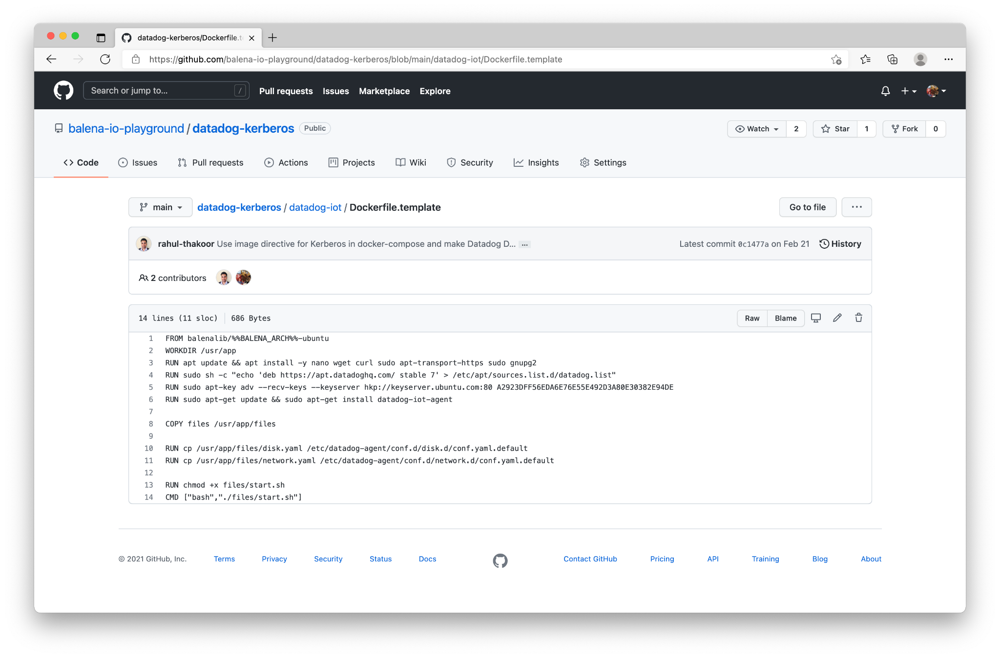 datadog-kerberos/Dockerfile.t
https://github.com/balena-io-playground/datadog-kerberos/blob/main/datadog-iot/Dockerfile.template
Search or jump to... / Pull requests Issues Marketplace Explore
balena-io-playground / datadog-kerberos Public Watch 2 Star 1 Fork 0
Code Issues Pull requests Actions Projects Wiki Security Insights Settings
main datadog-kerberos / datadog-iot / Dockerfile.template Go to file ...
rahul-thakoor Use image directive for Kerberos in docker-compose and make Datadog D... ... Latest commit 0c1477a on Feb 21 History
2 contributors
14 lines (11 sloc) 686 Bytes Raw Blame
1 FROM balenalib/%%BALENA_ARCH%%-ubuntu
2 WORKDIR /usr/app
3 RUN apt update && apt install -y nano wget curl sudo apt-transport-https sudo gnupg2
4 RUN sudo sh -c "echo 'deb https://apt.datadoghq.com/ stable 7' > /etc/apt/sources.list.d/datadog.list"
5 RUN sudo apt-key adv --recv-keys --keyserver hkp://keyserver.ubuntu.com:80 A2923DFF56EDA6E76E55E492D3A80E30382E94DE
6 RUN sudo apt-get update && sudo apt-get install datadog-iot-agent
7
8 COPY files /usr/app/files
9
10 RUN cp /usr/app/files/disk.yaml /etc/datadog-agent/conf.d/disk.d/conf.yaml.default
11 RUN cp /usr/app/files/network.yaml /etc/datadog-agent/conf.d/network.d/conf.yaml.default
12
13 RUN chmod +x files/start.sh
14 CMD ["bash","./files/start.sh"]
© 2021 GitHub, Inc. Terms Privacy Security Status Docs Contact GitHub Pricing API Training Blog About